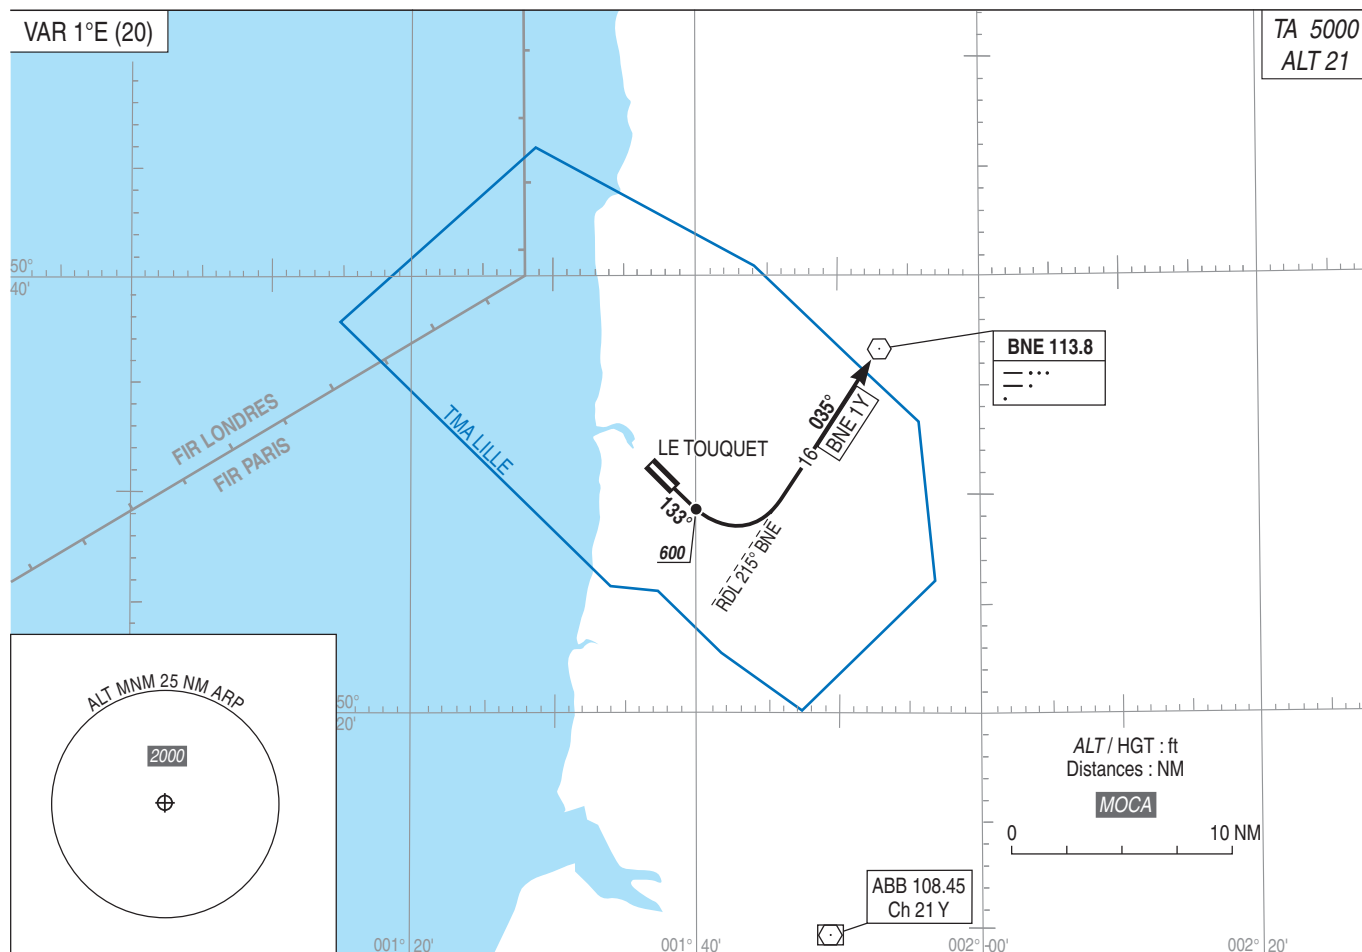 VAR 1°E (20)
TA 5000
ALT 21
50°
40'
BNE 113.8
FIR LONDRES
FIR PARIS
TMA LILLE
035°
BNE 1Y
16
LE TOUQUET
133°
600
RDL 215° BNE
ALT MNM 25 NM ARP
2000
50°
20'
ALT / HGT : ft
Distances : NM
MOCA
0 10 NM
ABB 108.45
Ch 21 Y
001° 20'
001° 40'
002° 00'
002° 20'